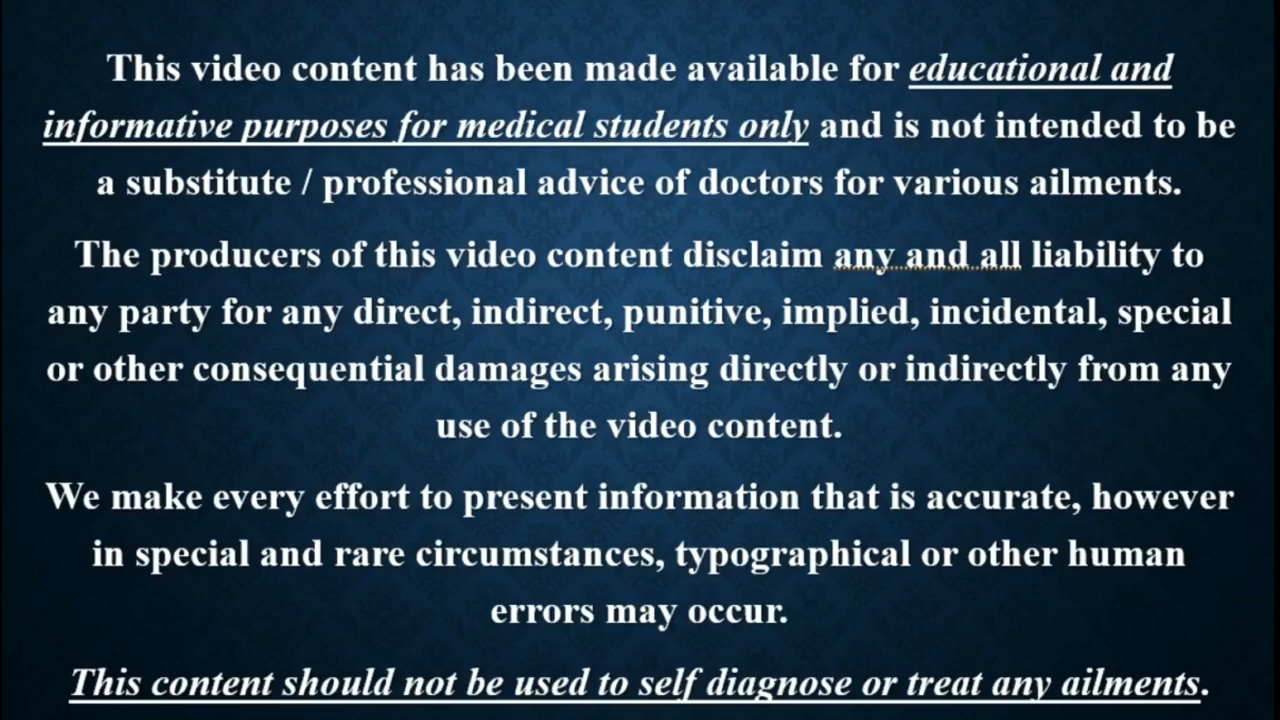 This video content has been made available for educational and
informative purposes for medical students only and is not intended to be
a substitute / professional advice of doctors for various ailments.
The producers of this video content disclaim any and all liability to
any party for any direct, indirect, punitive, implied, incidental, special
or other consequential damages arising directly or indirectly from any
use of the video content.
We make every effort to present information that is accurate, however
in special and rare circumstances, typographical or other human
errors may occur.
This content should not be used to self diagnose or treat any ailments.